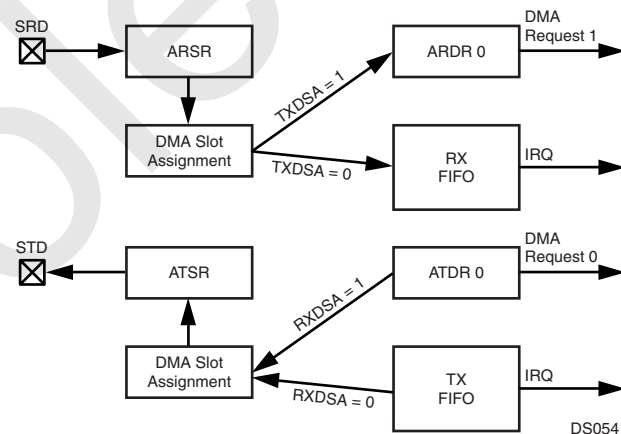 SRD
ARSR
DMA Slot
Assignment
TXDSA = 1
TXDSA = 0
ARDR 0
DMA
Request 1
RX
FIFO
IRQ
STD
ATSR
DMA Slot
Assignment
RXDSA = 1
RXDSA = 0
ATDR 0
DMA
Request 0
TX
FIFO
IRQ
DS054